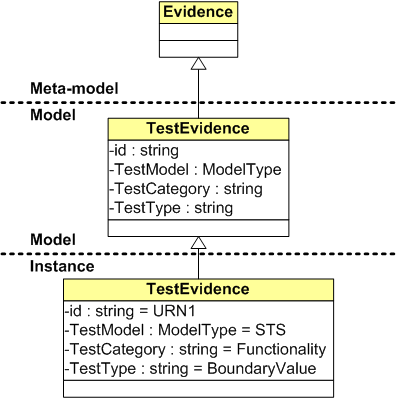 Evidence
Meta-model
Model
TestEvidence
-id : string
-TestModel : ModelType
-TestCategory : string
-TestType : string
Model
Instance
TestEvidence
-id : string = URN1
-TestModel : ModelType = STS
-TestCategory : string = Functionality
-TestType : string = BoundaryValue